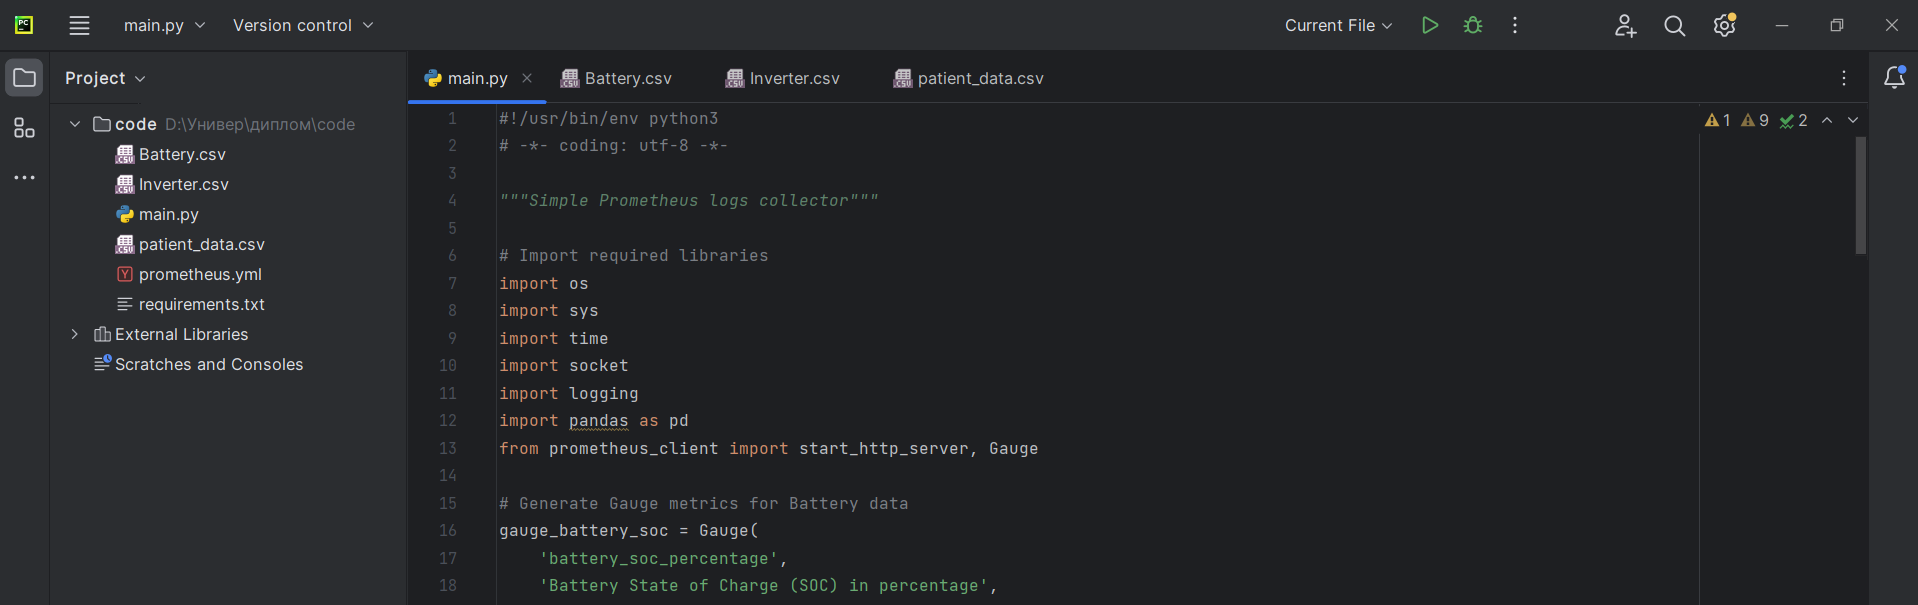 PC
main.py
Version control
Current File
Project
main.py
Battery.csv
Inverter.csv
patient_data.csv
code D:\Универ\диплом\code
Battery.csv
Inverter.csv
main.py
patient_data.csv
prometheus.yml
requirements.txt
External Libraries
Scratches and Consoles
1 9 2
1 #!/usr/bin/env python3
2 # -*- coding: utf-8 -*-
3
4 """Simple Prometheus logs collector"""
5
6 # Import required libraries
7 import os
8 import sys
9 import time
10 import socket
11 import logging
12 import pandas as pd
13 from prometheus_client import start_http_server, Gauge
14
15 # Generate Gauge metrics for Battery data
16 gauge_battery_soc = Gauge(
17 'battery_soc_percentage',
18 'Battery State of Charge (SOC) in percentage',